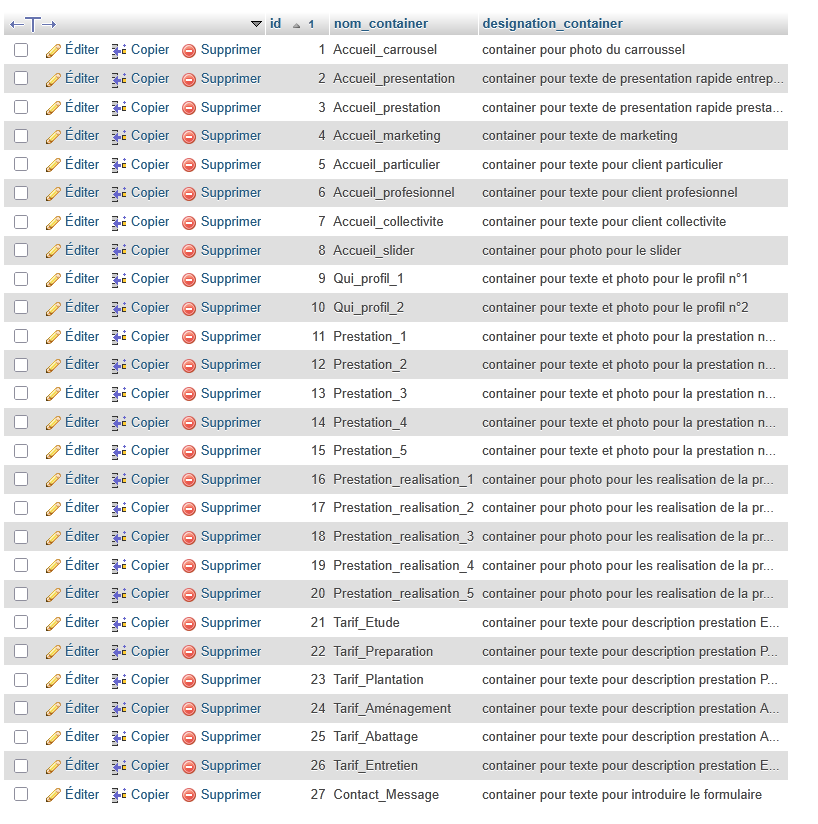 id 1 nom_container designation_container
Éditer Copier Supprimer 1 Accueil_carrousel container pour photo du carroussel
Éditer Copier Supprimer 2 Accueil_presentation container pour texte de presentation rapide entrep...
Éditer Copier Supprimer 3 Accueil_prestation container pour texte de presentation rapide presta...
Éditer Copier Supprimer 4 Accueil_marketing container pour texte de marketing
Éditer Copier Supprimer 5 Accueil_particulier container pour texte pour client particulier
Éditer Copier Supprimer 6 Accueil_profesionnel container pour texte pour client profesionnel
Éditer Copier Supprimer 7 Accueil_collectivite container pour texte pour client collectivite
Éditer Copier Supprimer 8 Accueil_slider container pour photo pour le slider
Éditer Copier Supprimer 9 Qui_profil_1 container pour texte et photo pour le profil n°1
Éditer Copier Supprimer 10 Qui_profil_2 container pour texte et photo pour le profil n°2
Éditer Copier Supprimer 11 Prestation_1 container pour texte et photo pour la prestation n...
Éditer Copier Supprimer 12 Prestation_2 container pour texte et photo pour la prestation n...
Éditer Copier Supprimer 13 Prestation_3 container pour texte et photo pour la prestation n...
Éditer Copier Supprimer 14 Prestation_4 container pour texte et photo pour la prestation n...
Éditer Copier Supprimer 15 Prestation_5 container pour texte et photo pour la prestation n...
Éditer Copier Supprimer 16 Prestation_realisation_1 container pour photo pour les realisation de la pr...
Éditer Copier Supprimer 17 Prestation_realisation_2 container pour photo pour les realisation de la pr...
Éditer Copier Supprimer 18 Prestation_realisation_3 container pour photo pour les realisation de la pr...
Éditer Copier Supprimer 19 Prestation_realisation_4 container pour photo pour les realisation de la pr...
Éditer Copier Supprimer 20 Prestation_realisation_5 container pour photo pour les realisation de la pr...
Éditer Copier Supprimer 21 Tarif_Etude container pour texte pour description prestation E...
Éditer Copier Supprimer 22 Tarif_Preparation container pour texte pour description prestation P...
Éditer Copier Supprimer 23 Tarif_Plantation container pour texte pour description prestation P...
Éditer Copier Supprimer 24 Tarif_Aménagement container pour texte pour description prestation A...
Éditer Copier Supprimer 25 Tarif_Abattage container pour texte pour description prestation A...
Éditer Copier Supprimer 26 Tarif_Entretien container pour texte pour description prestation E...
Éditer Copier Supprimer 27 Contact_Message container pour texte pour introduire le formulaire